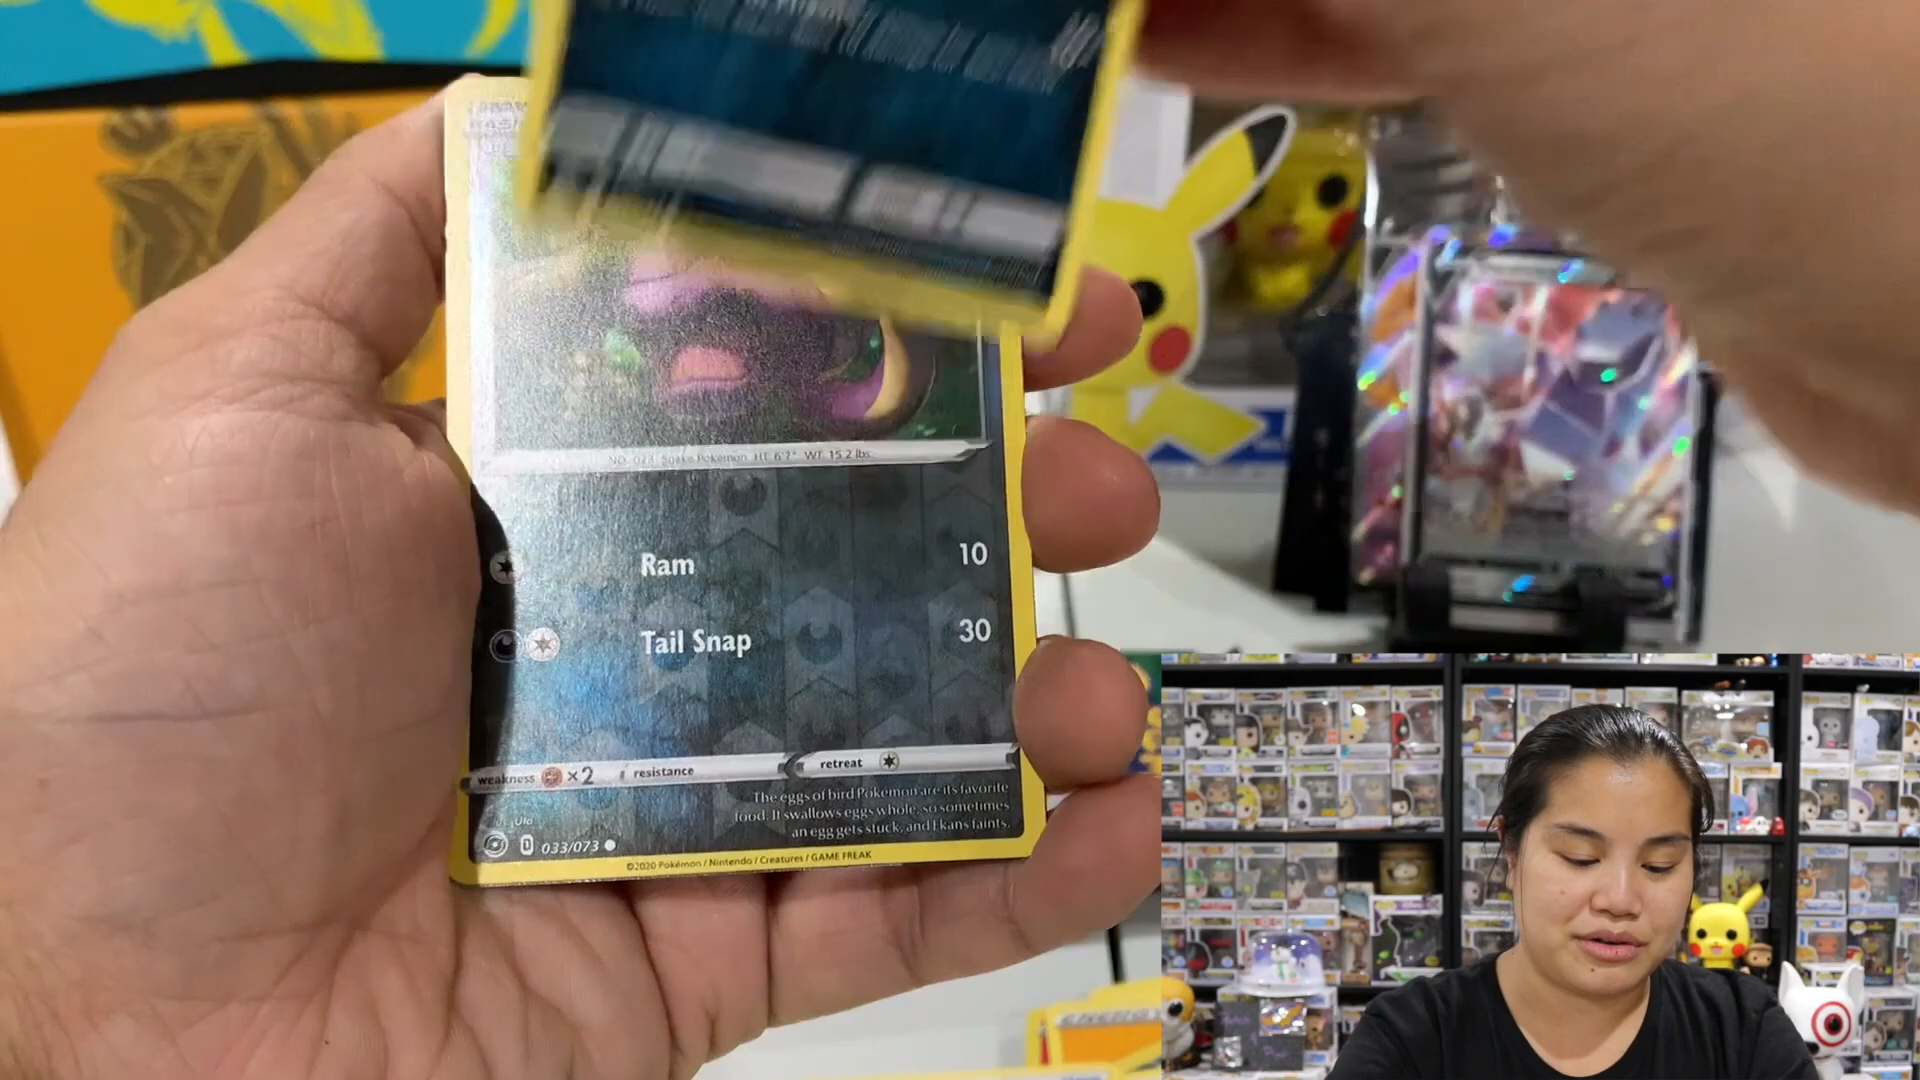 NO. 023 Snake Pokémon HT: 6'7" WT: 15.2 lbs.
Ram 10
Tail Snap 30
weakness ×2 resistance retreat
The eggs of bird Pokémon are its favorite
food. It swallows eggs whole, so sometimes
an egg gets stuck, and Ekans faints.
033/073
©2020 Pokémon / Nintendo / Creatures / GAME FREAK